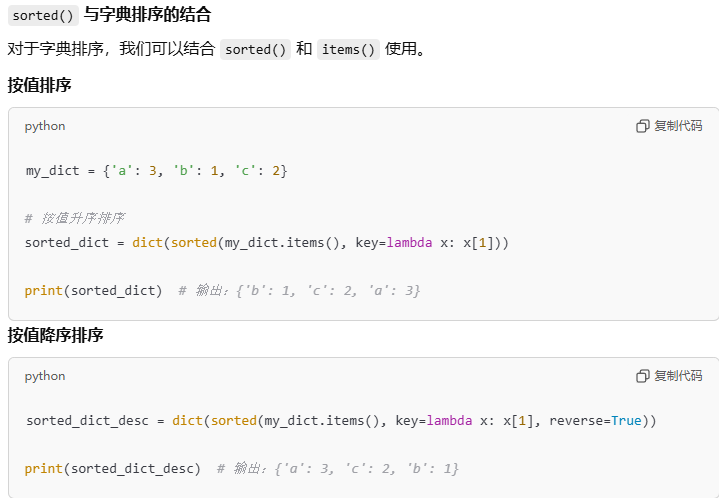 sorted() 与字典排序的结合
对于字典排序，我们可以结合 sorted() 和 items() 使用。
按值排序
python 复制代码
my_dict = {'a': 3, 'b': 1, 'c': 2}
# 按值升序排序
sorted_dict = dict(sorted(my_dict.items(), key=lambda x: x[1]))
print(sorted_dict)  # 输出：{'b': 1, 'c': 2, 'a': 3}
按值降序排序
python 复制代码
sorted_dict_desc = dict(sorted(my_dict.items(), key=lambda x: x[1], reverse=True))
print(sorted_dict_desc)  # 输出：{'a': 3, 'c': 2, 'b': 1}